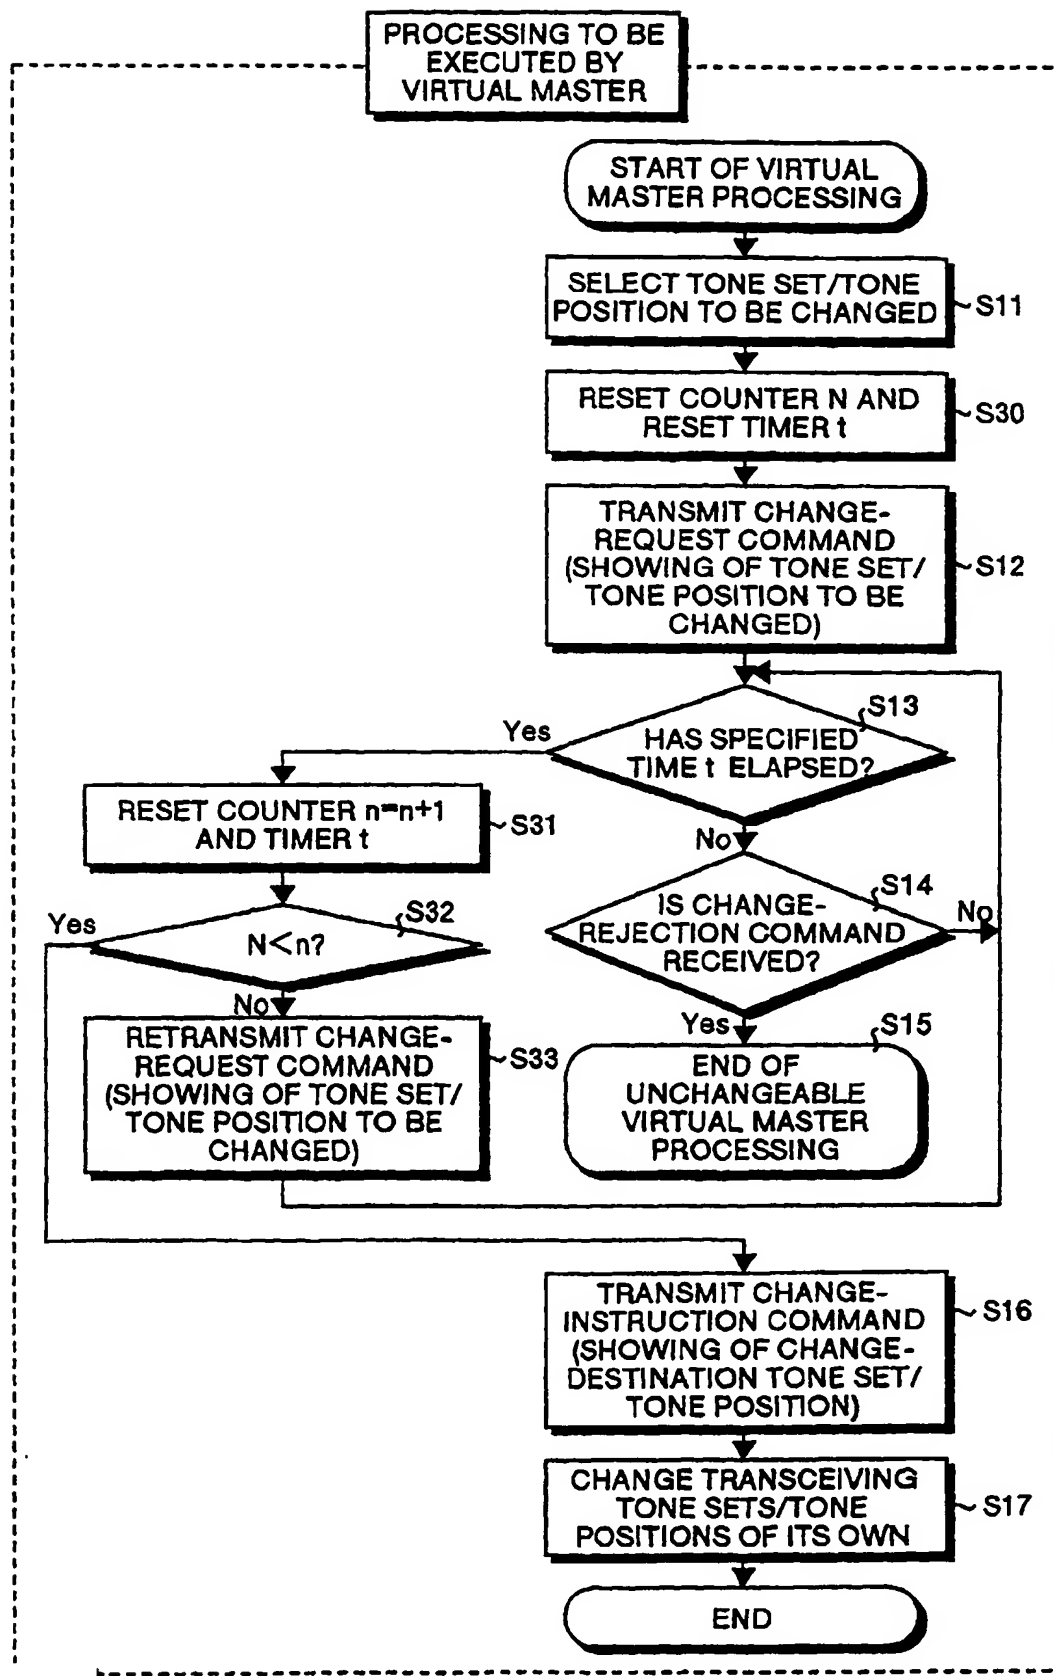 PROCESSING TO BE
EXECUTED BY
VIRTUAL MASTER
START OF VIRTUAL
MASTER PROCESSING
SELECT TONE SET/TONE
POSITION TO BE CHANGED
S11
RESET COUNTER N AND
RESET TIMER t
S30
TRANSMIT CHANGE-
REQUEST COMMAND
(SHOWING OF TONE SET/
TONE POSITION TO BE
CHANGED)
S12
S13
Yes
HAS SPECIFIED
TIME t ELAPSED?
No
RESET COUNTER n=n+1
AND TIMER t
S31
S14
IS CHANGE-
REJECTION COMMAND
RECEIVED?
No
Yes
S32
Yes
N<n?
No
RETRANSMIT CHANGE-
REQUEST COMMAND
(SHOWING OF TONE SET/
TONE POSITION TO BE
CHANGED)
S33
S15
END OF
UNCHANGEABLE
VIRTUAL MASTER
PROCESSING
TRANSMIT CHANGE-
INSTRUCTION COMMAND
(SHOWING OF CHANGE-
DESTINATION TONE SET/
TONE POSITION)
S16
CHANGE TRANSCEIVING
TONE SETS/TONE
POSITIONS OF ITS OWN
S17
END